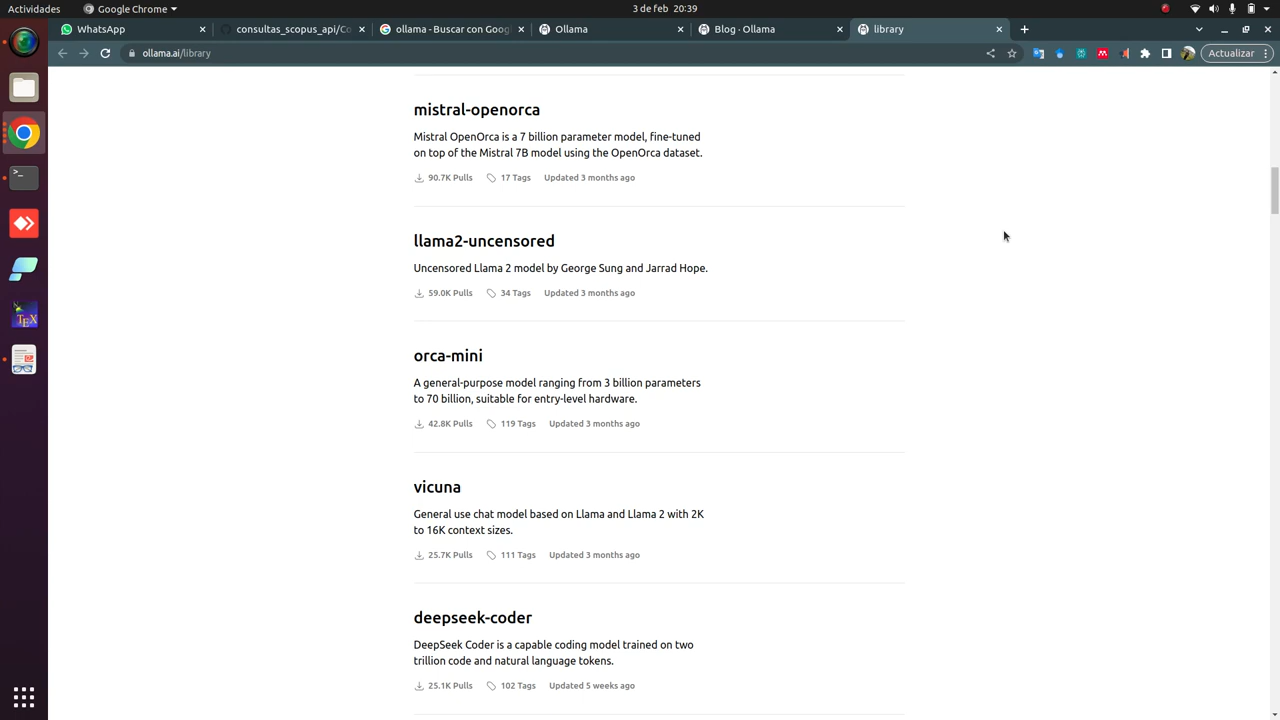 Actividades
Google Chrome
3 de feb 20:39
WhatsApp
consultas_scopus_api/Co
ollama - Buscar con Goog
Ollama
Blog · Ollama
library
ollama.ai/library
Actualizar
mistral-openorca
Mistral OpenOrca is a 7 billion parameter model, fine-tuned
on top of the Mistral 7B model using the OpenOrca dataset.
90.7K Pulls 17 Tags Updated 3 months ago
llama2-uncensored
Uncensored Llama 2 model by George Sung and Jarrad Hope.
59.0K Pulls 34 Tags Updated 3 months ago
orca-mini
A general-purpose model ranging from 3 billion parameters
to 70 billion, suitable for entry-level hardware.
42.8K Pulls 119 Tags Updated 3 months ago
vicuna
General use chat model based on Llama and Llama 2 with 2K
to 16K context sizes.
25.7K Pulls 111 Tags Updated 3 months ago
deepseek-coder
DeepSeek Coder is a capable coding model trained on two
trillion code and natural language tokens.
25.1K Pulls 102 Tags Updated 5 weeks ago
TEX